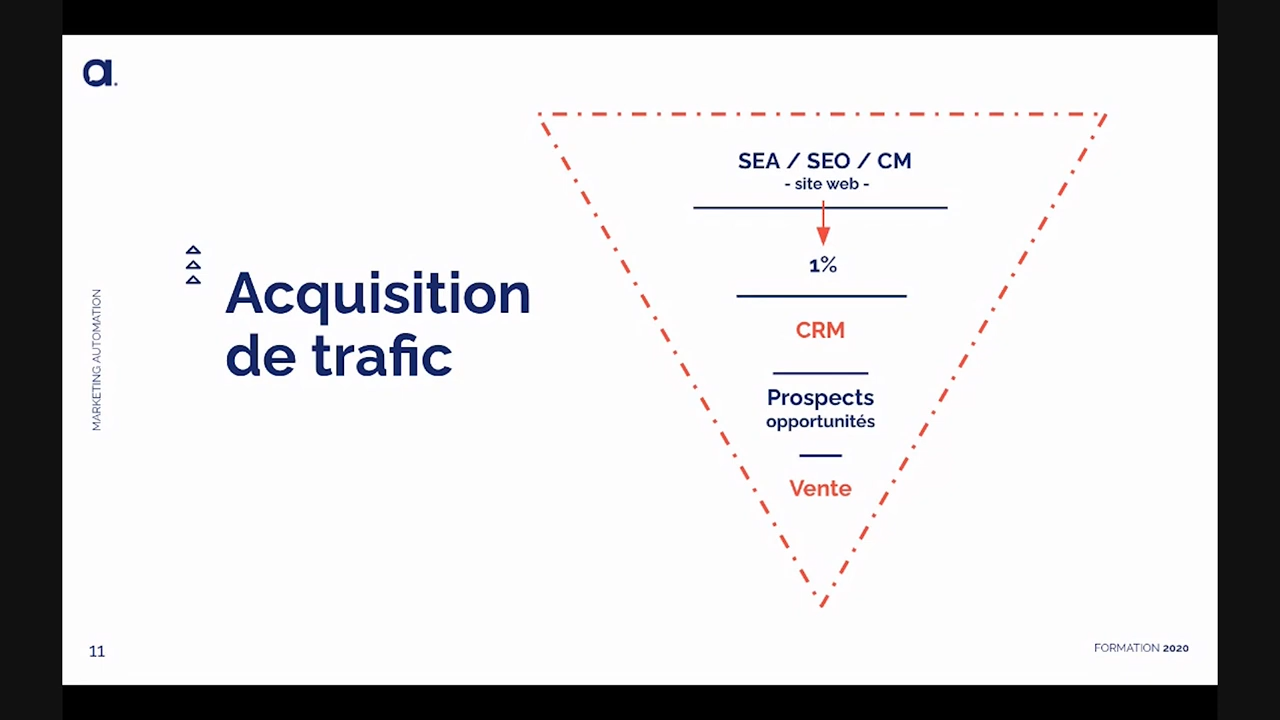 a.
MARKETING AUTOMATION
Acquisition
de trafic
SEA / SEO / CM
- site web -
1%
CRM
Prospects
opportunités
Vente
11
FORMATION 2020